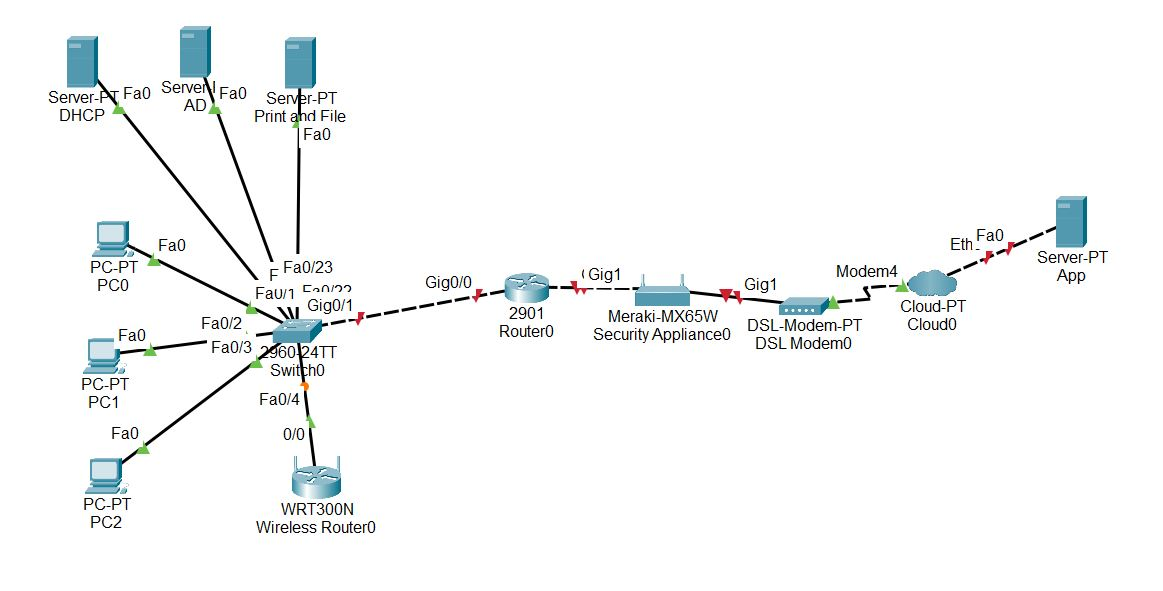 Server-PT
DHCP
Fa0
AD
Fa0
Server-PT
Print and File
Fa0
PC-PT
PC0
Fa0
Fa0/23
Fa0/1
Fa0/22
Gig0/1
Fa0/2
Fa0
Fa0/3
PC-PT
PC1
2960-24TT
Switch0
Fa0/4
Fa0
PC-PT
PC2
0/0
WRT300N
Wireless Router0
Gig0/0
2901
Router0
Gig1
Meraki-MX65W
Security Appliance0
Gig1
DSL-Modem-PT
DSL Modem0
Modem4
Cloud-PT
Cloud0
Eth
Fa0
Server-PT
App